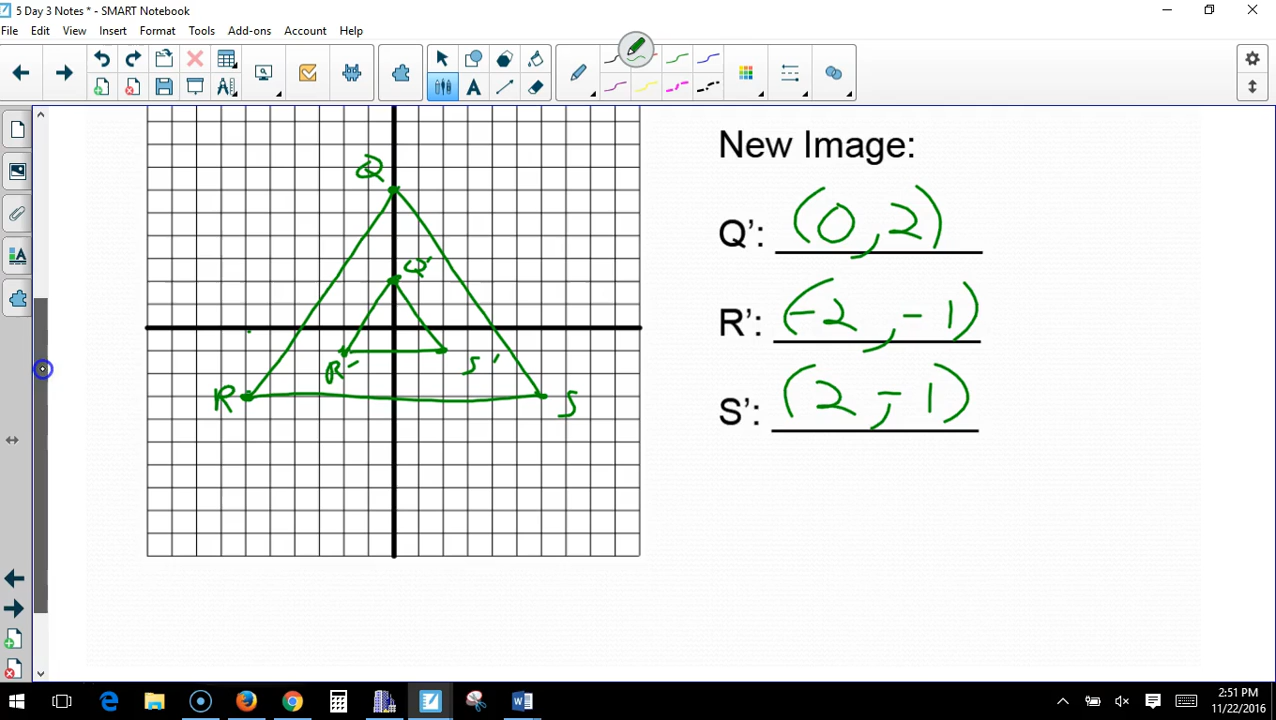 5 Day 3 Notes * - SMART Notebook
File Edit View Insert Format Tools Add-ons Account Help
New Image:
Q
Q': (0,2)
Q'
R': (-2,-1)
R' S'
R S
S': (2,-1)
2:51 PM
11/22/2016